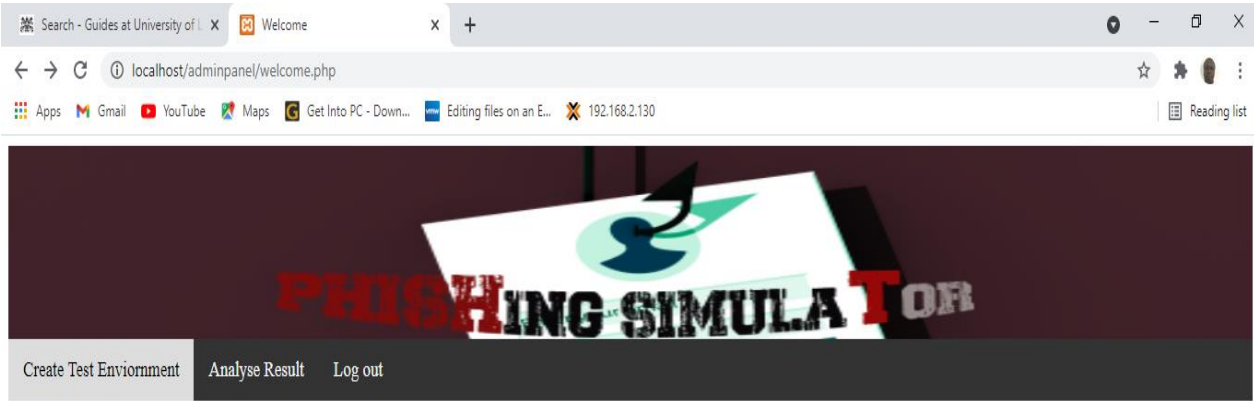 Search - Guides at University of L
Welcome
localhost/adminpanel/welcome.php
Apps
Gmail
YouTube
Maps
Get Into PC - Down...
vmw
Editing files on an E...
192.168.2.130
Reading list
PHISHING SIMULATOR
Create Test Enviornment
Analyse Result
Log out